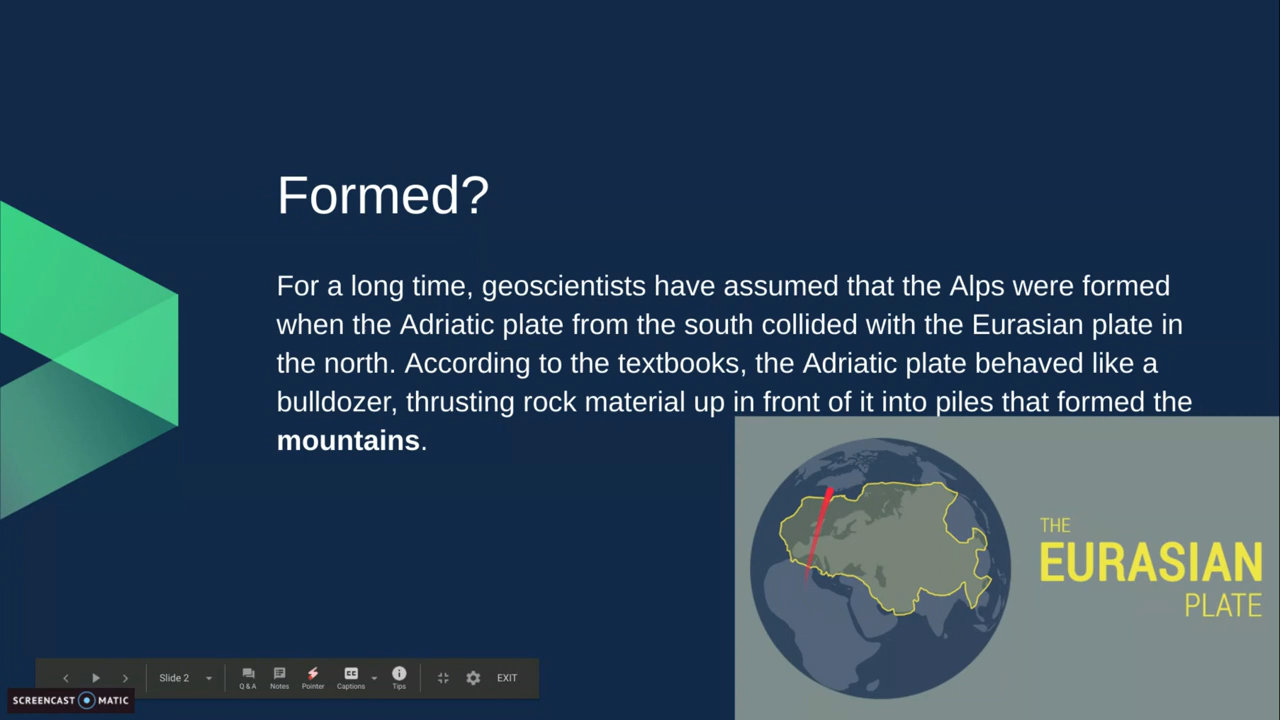 Formed?
For a long time, geoscientists have assumed that the Alps were formed
when the Adriatic plate from the south collided with the Eurasian plate in
the north. According to the textbooks, the Adriatic plate behaved like a
bulldozer, thrusting rock material up in front of it into piles that formed the
mountains.
THE
EURASIAN
PLATE
Slide 2
Q & A
Notes
Pointer
CC
Captions
Tips
EXIT
SCREENCAST MATIC